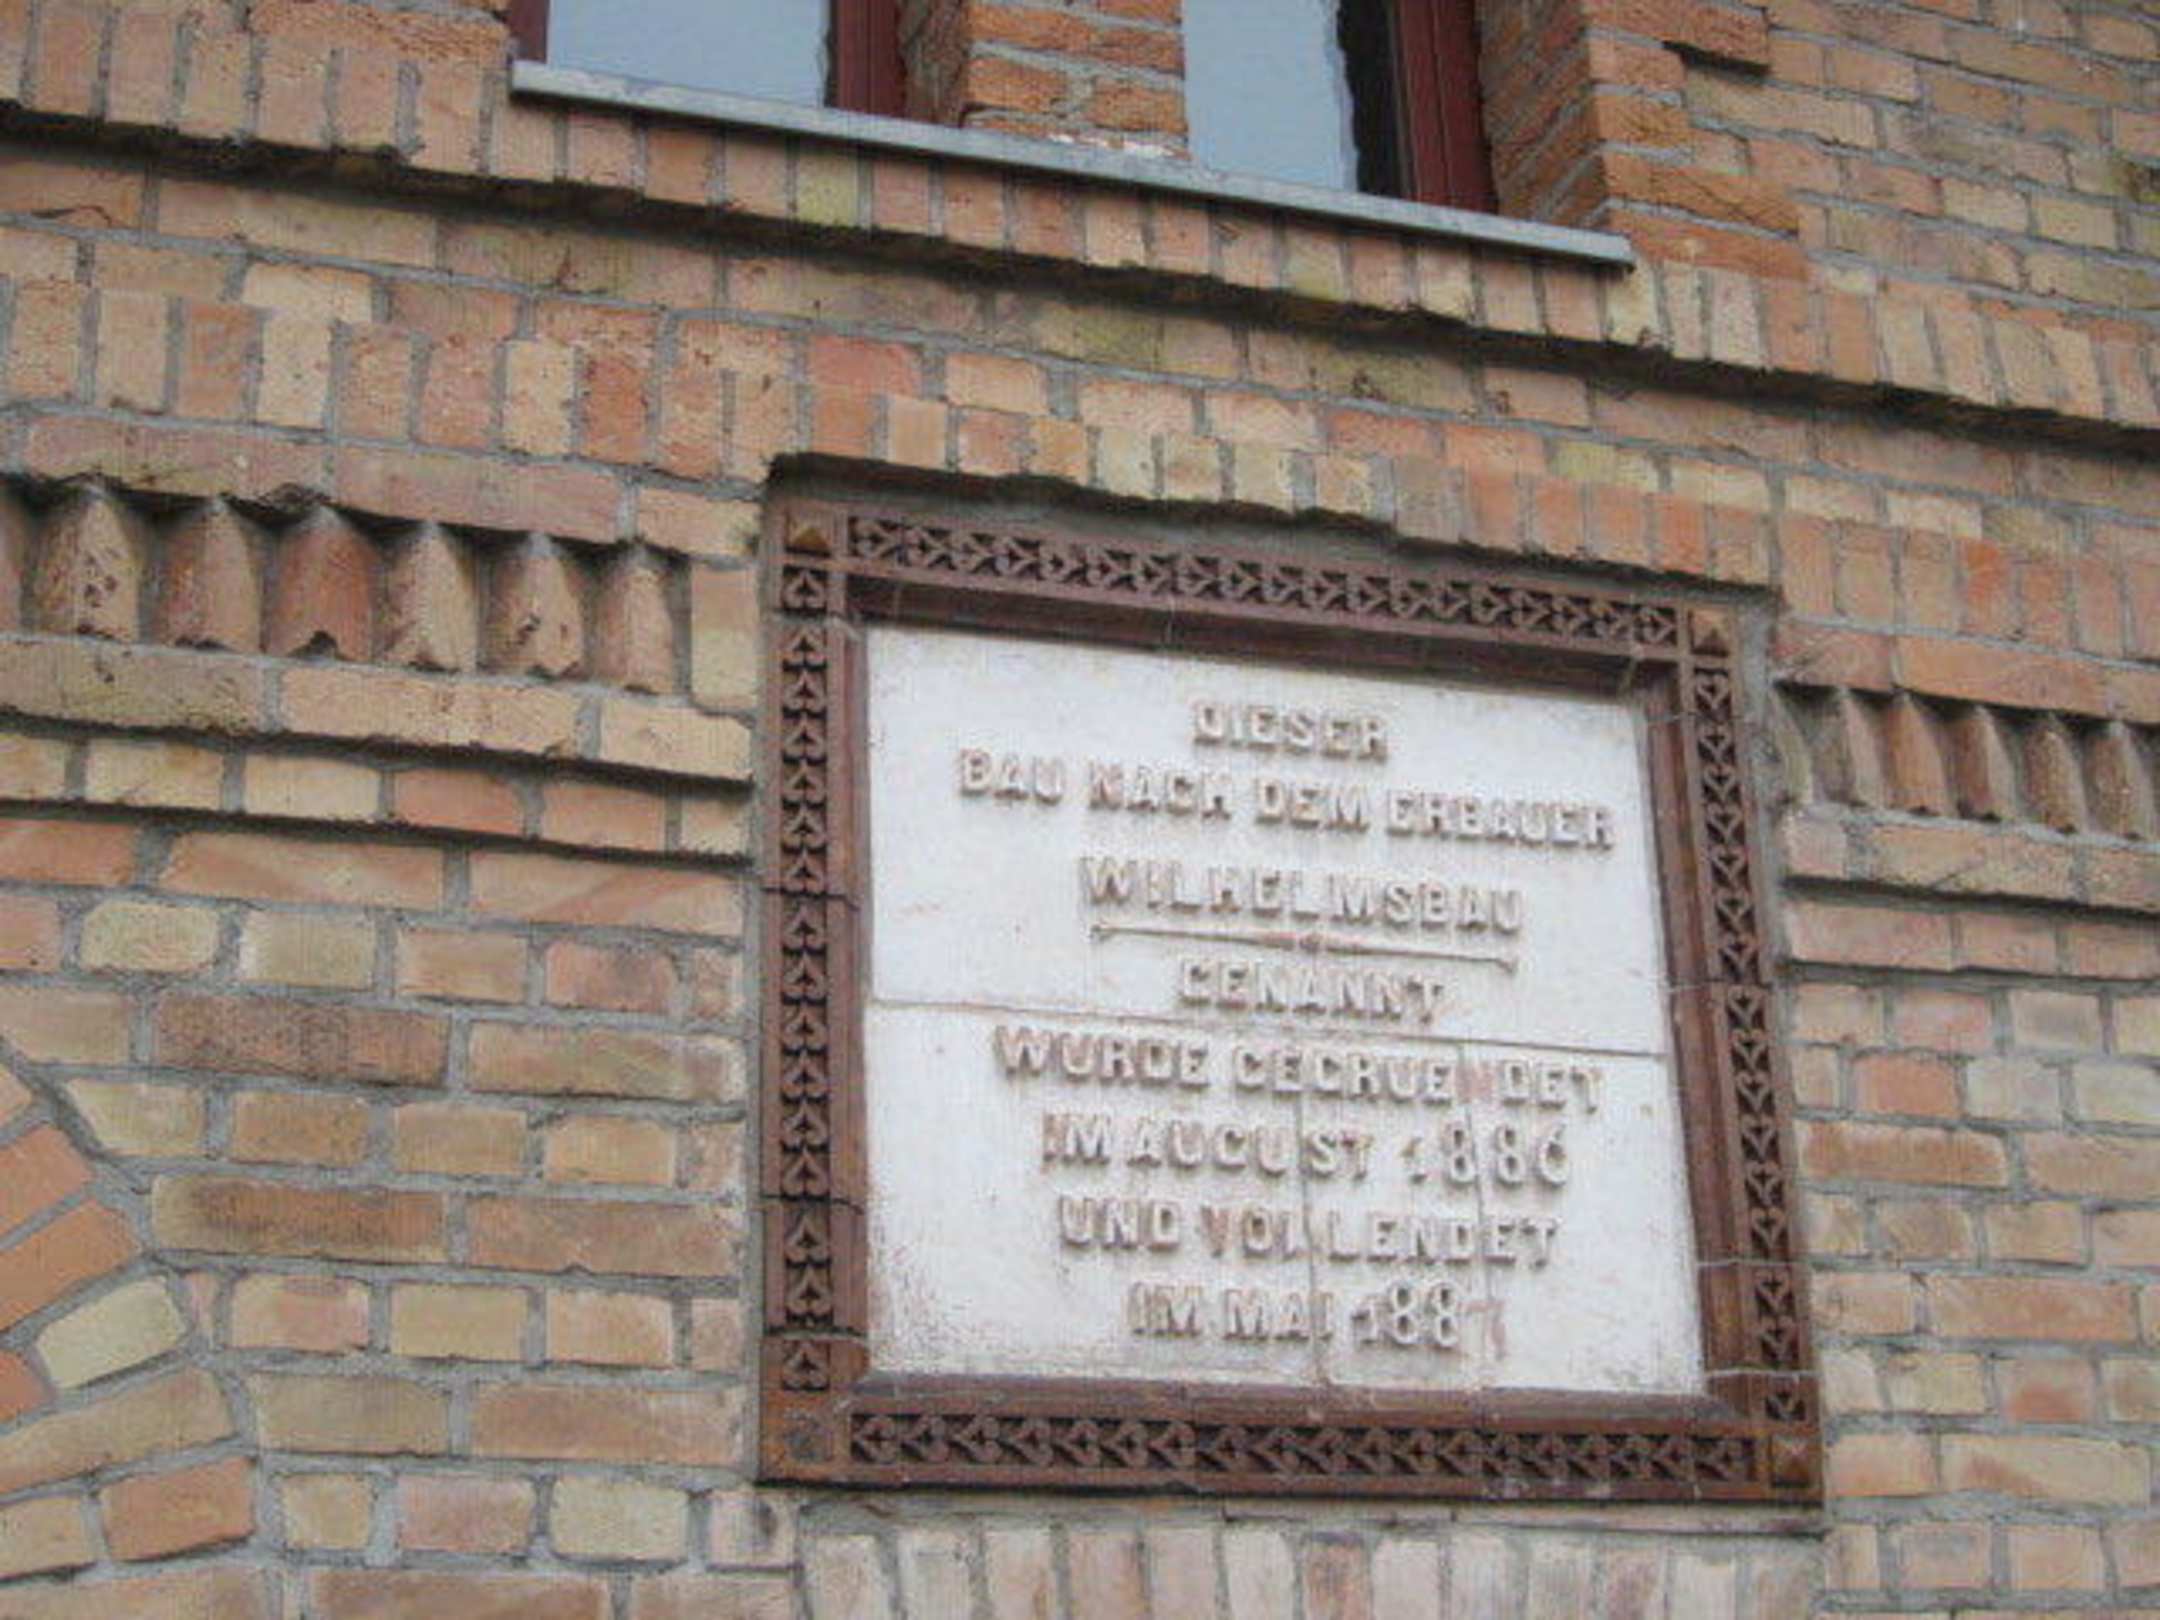 DIESER
BAU NACH DEM ERBAUER
WILHELMSBAU
GENANNT
WURDE GEGRUENDET
IM AUGUST 1886
UND VOLLENDET
IM MAI 1887